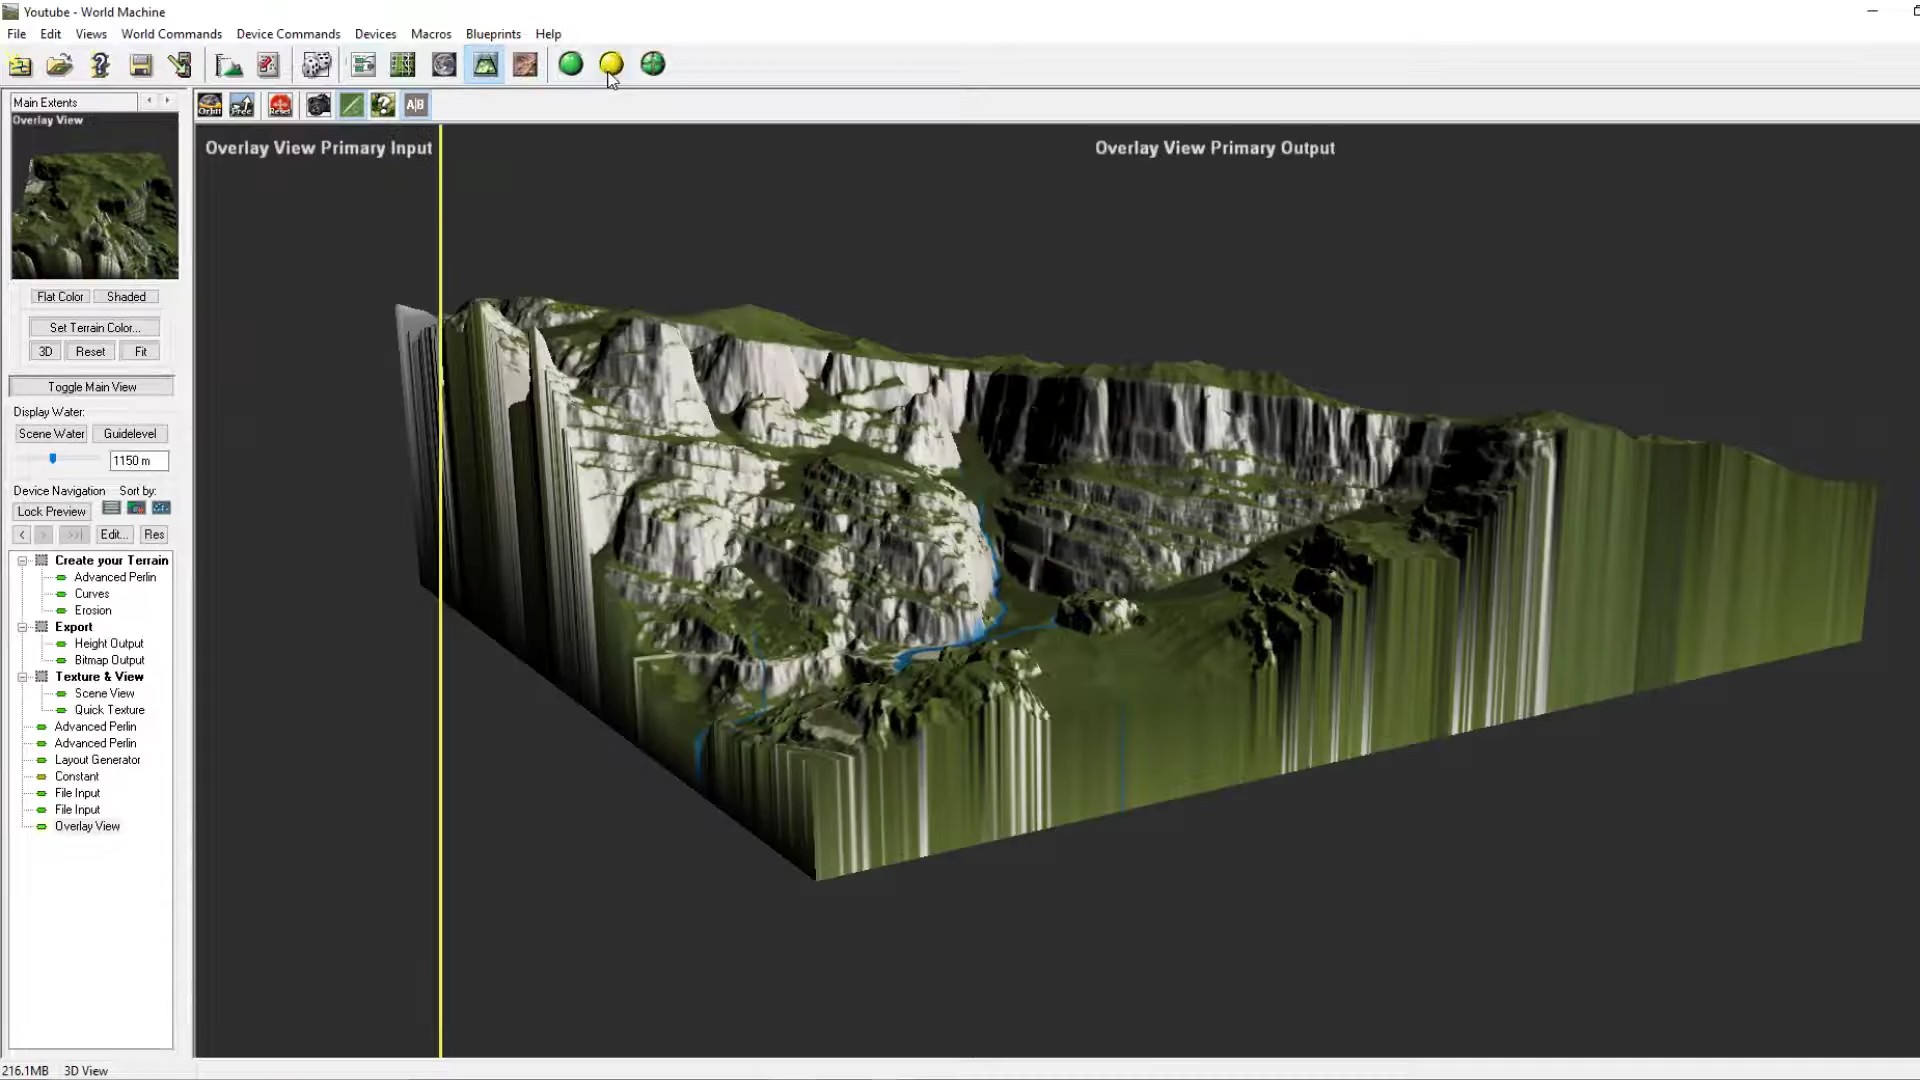 Youtube - World Machine
File Edit Views World Commands Device Commands Devices Macros Blueprints Help
Main Extents
Overlay View
Orbit Free Reset A|B
Overlay View Primary Input
Overlay View Primary Output
Flat Color Shaded
Set Terrain Color...
3D Reset Fit
Toggle Main View
Display Water:
Scene Water Guidelevel
1150 m
Device Navigation Sort by:
Lock Preview
< > >>| Edit... Res
Create your Terrain
Advanced Perlin
Curves
Erosion
Export
Height Output
Bitmap Output
Texture & View
Scene View
Quick Texture
Advanced Perlin
Advanced Perlin
Layout Generator
Constant
File Input
File Input
Overlay View
216.1MB 3D View